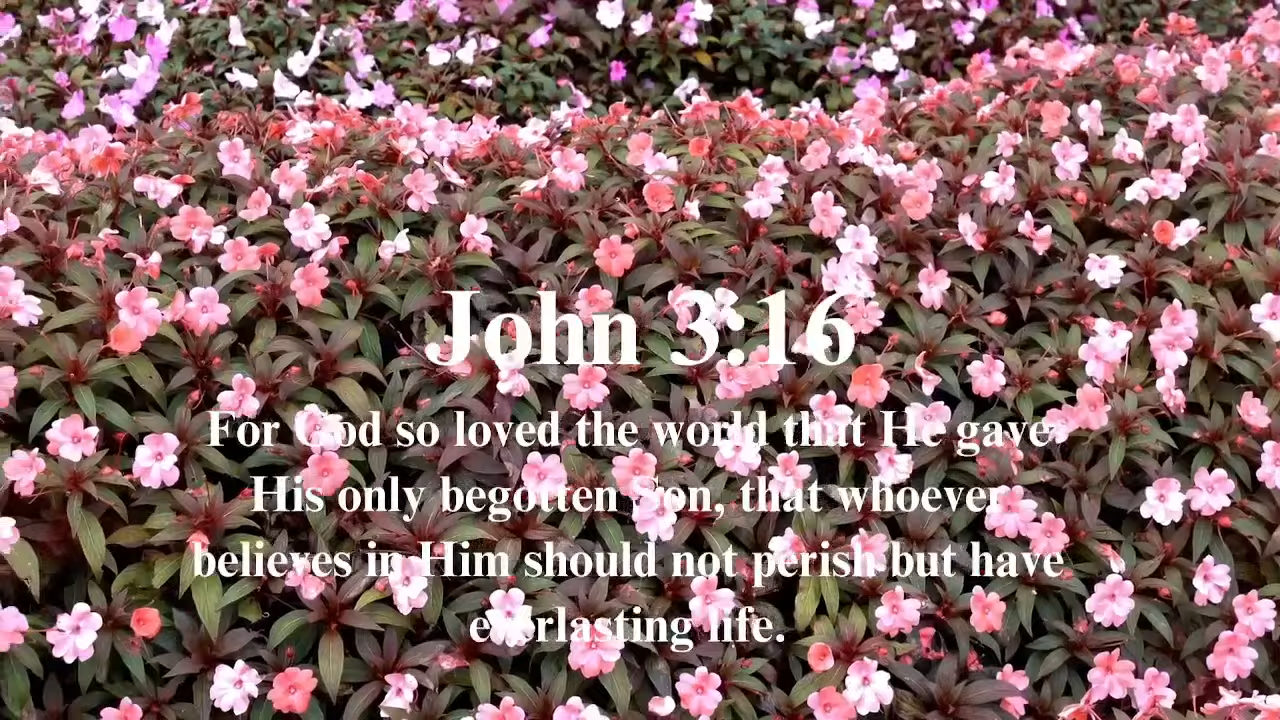 John 3:16
For God so loved the world that He gave
His only begotten Son, that whoever
believes in Him should not perish but have
everlasting life.